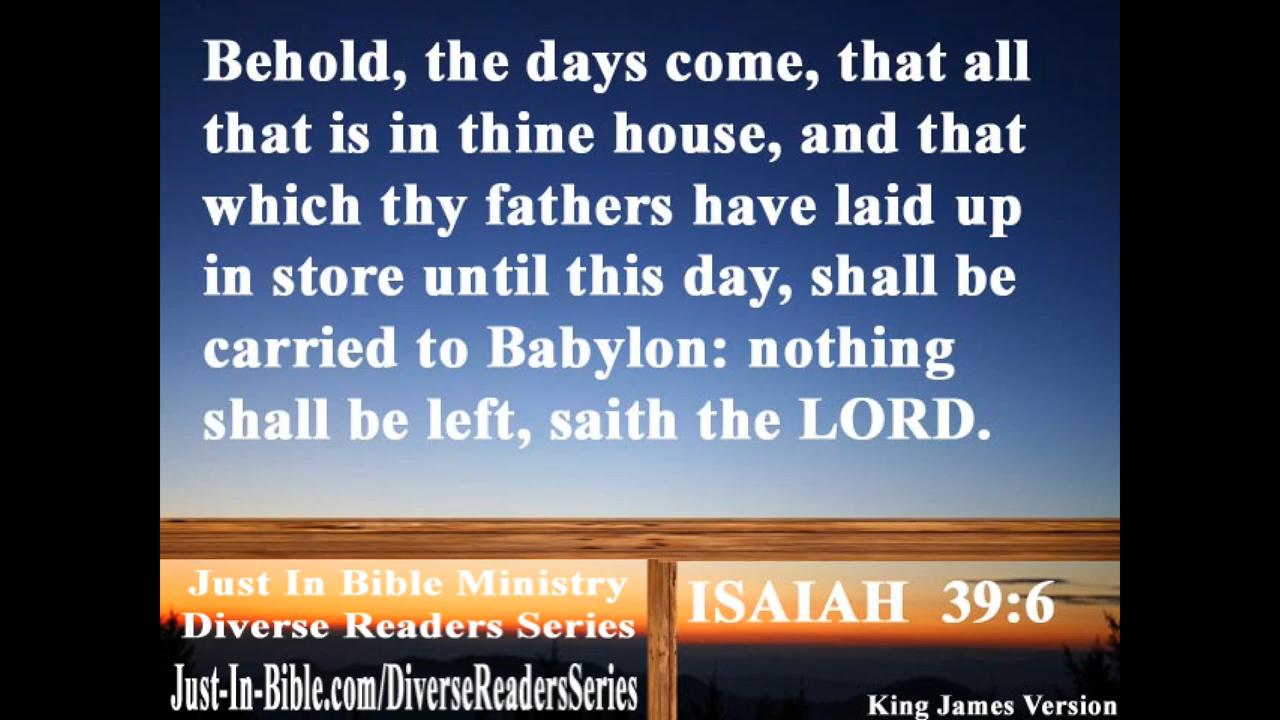 Behold, the days come, that all
that is in thine house, and that
which thy fathers have laid up
in store until this day, shall be
carried to Babylon: nothing
shall be left, saith the LORD.
Just In Bible Ministry
Diverse Readers Series
Just-In-Bible.com/DiverseReadersSeries
ISAIAH 39:6
King James Version